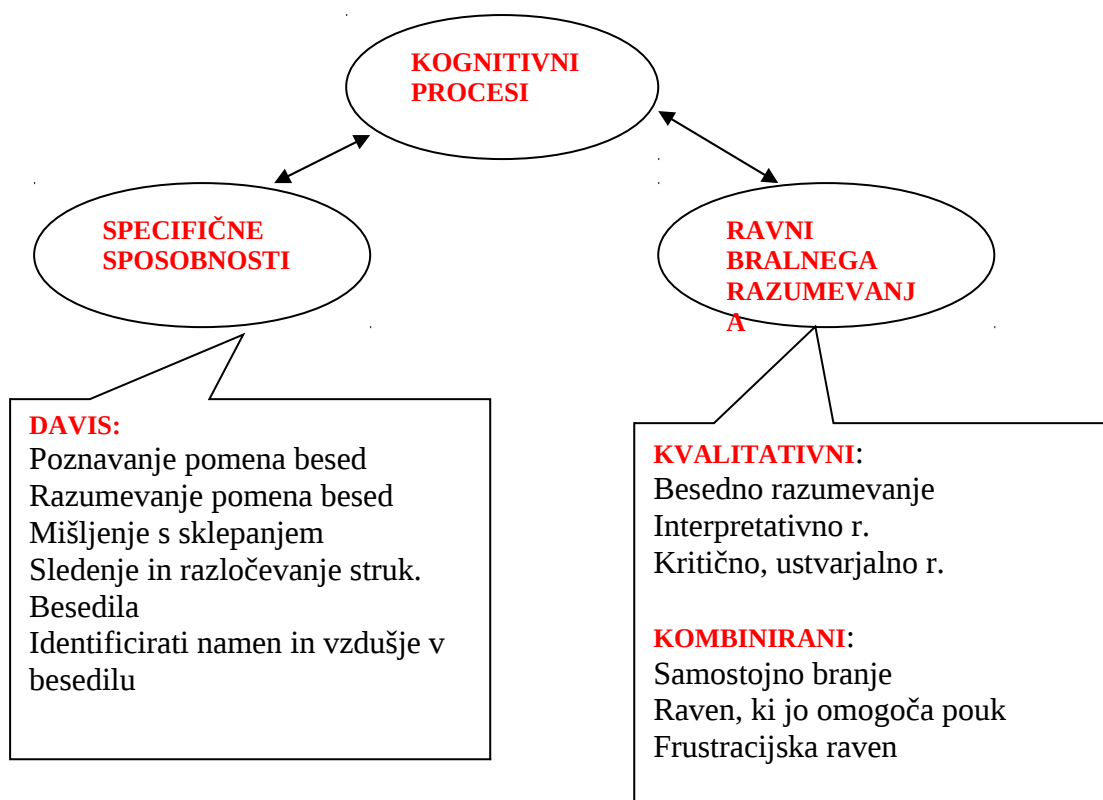 KOGNITIVNI
PROCESI
SPECIFIČNE
SPOSOBNOSTI
RAVNI
BRALNEGA
RAZUMEVANJ
A
DAVIS:
Poznavanje pomena besed
Razumevanje pomena besed
Mišljenje s sklepanjem
Sledenje in razločevanje struk.
Besedila
Identificirati namen in vzdušje v
besedilu
KVALITATIVNI:
Besedno razumevanje
Interpretativno r.
Kritično, ustvarjalno r.
KOMBINIRANI:
Samostojno branje
Raven, ki jo omogoča pouk
Frustracijska raven